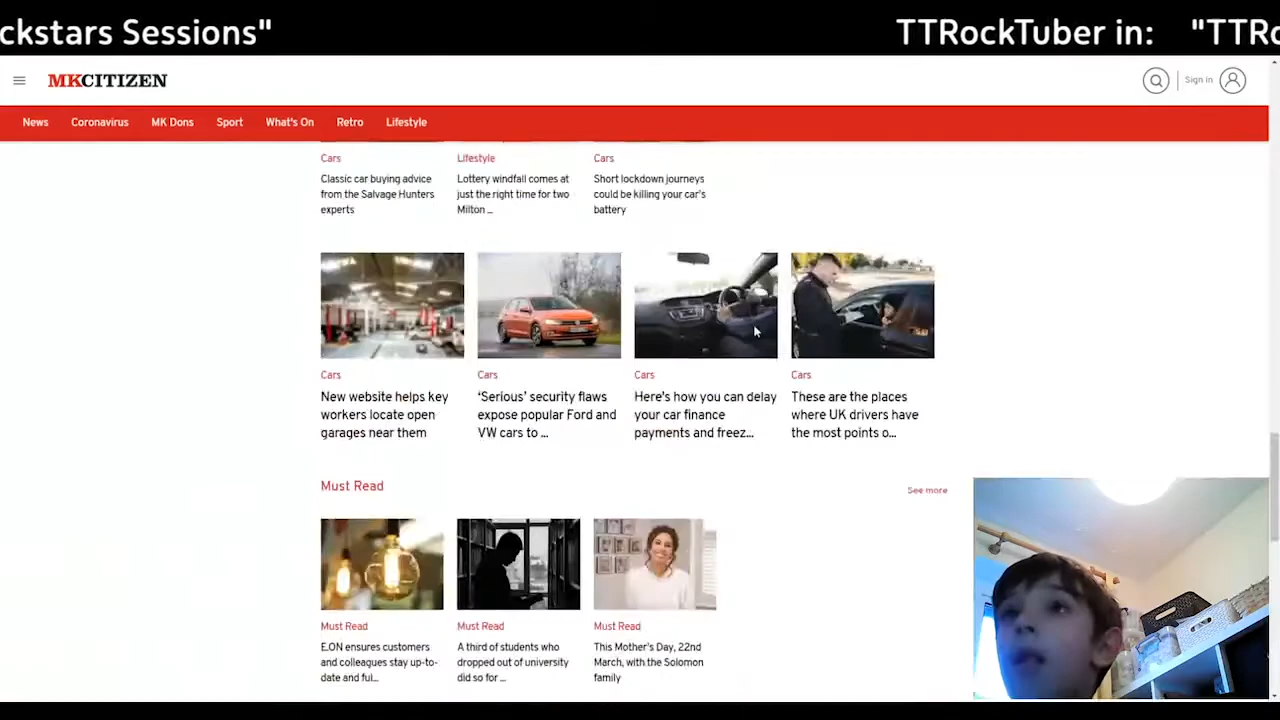 ckstars Sessions"
TTRockTuber in: "TTRo
MKCITIZEN
Sign in
News Coronavirus MK Dons Sport What's On Retro Lifestyle
Cars
Classic car buying advice
from the Salvage Hunters
experts
Lifestyle
Lottery windfall comes at
just the right time for two
Milton ...
Cars
Short lockdown journeys
could be killing your car's
battery
Cars
New website helps key
workers locate open
garages near them
Cars
'Serious' security flaws
expose popular Ford and
VW cars to ...
Cars
Here's how you can delay
your car finance
payments and freez...
Cars
These are the places
where UK drivers have
the most points o...
Must Read
See more
Must Read
E.ON ensures customers
and colleagues stay up-to-
date and ful...
Must Read
A third of students who
dropped out of university
did so for ...
Must Read
This Mother's Day, 22nd
March, with the Solomon
family